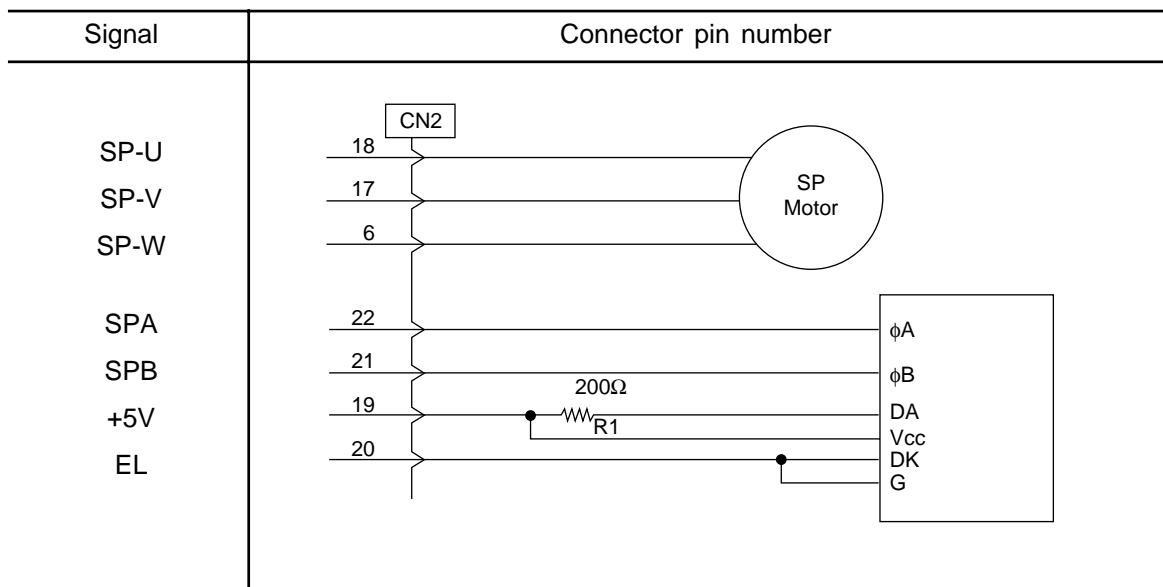 Signal Connector pin number
CN2
SP-U 18
SP-V 17
SP-W 6
SP
Motor
SPA 22 ϕA
SPB 21 ϕB
200Ω
+5V 19 DA
R1
Vcc
EL 20 DK
G